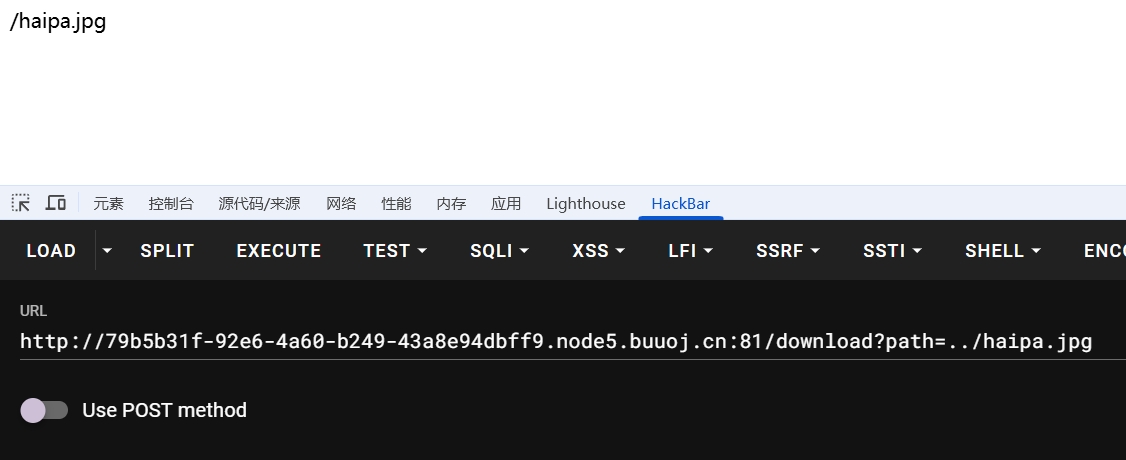 /haipa.jpg
元素 控制台 源代码/来源 网络 性能 内存 应用 Lighthouse HackBar
LOAD SPLIT EXECUTE TEST SQLI XSS LFI SSRF SSTI SHELL ENCO
URL
http://79b5b31f-92e6-4a60-b249-43a8e94dbff9.node5.buuoj.cn:81/download?path=../haipa.jpg
Use POST method